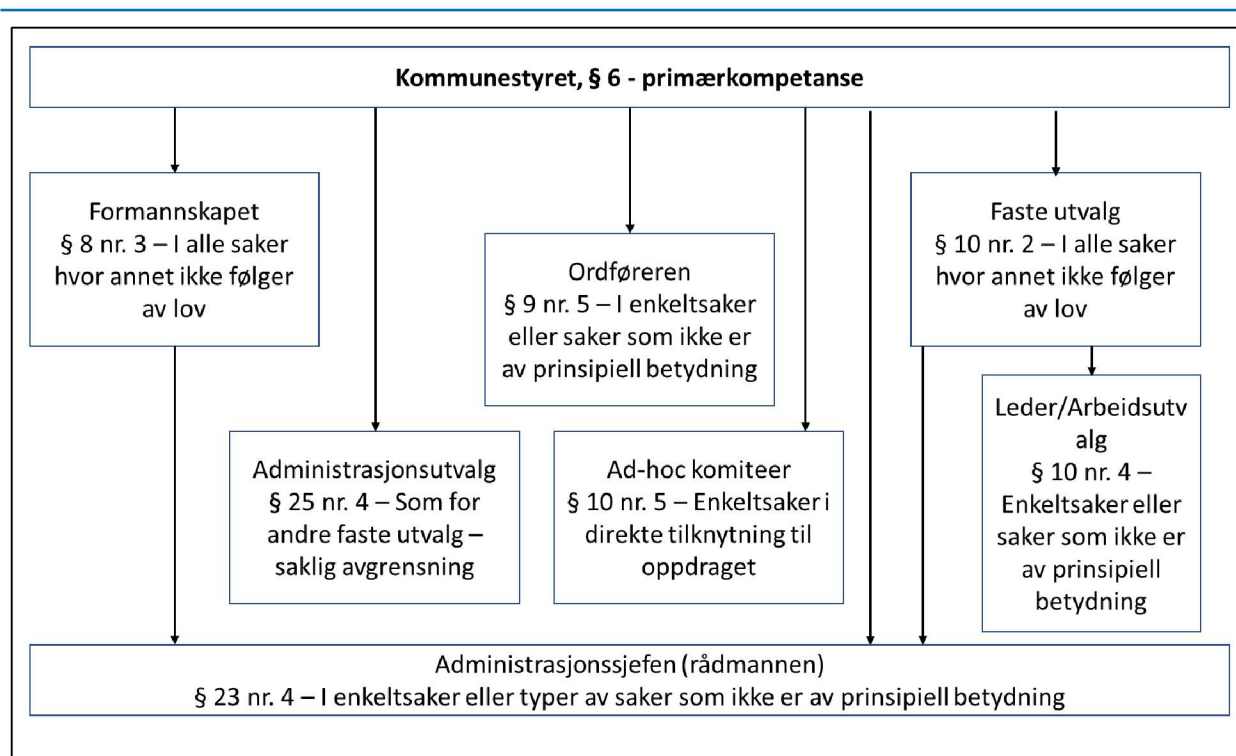 Kommunestyret, § 6 - primærkompetanse
Formannskapet
§ 8 nr. 3 – I alle saker
hvor annet ikke følger
av lov
Ordføreren
§ 9 nr. 5 – I enkeltsaker
eller saker som ikke er
av prinsipiell betydning
Faste utvalg
§ 10 nr. 2 – I alle saker
hvor annet ikke følger
av lov
Administrasjonsutvalg
§ 25 nr. 4 – Som for
andre faste utvalg –
saklig avgrensning
Ad-hoc komiteer
§ 10 nr. 5 – Enkeltsaker i
direkte tilknytning til
oppdraget
Leder/Arbeidsutv
alg
§ 10 nr. 4 –
Enkeltsaker eller
saker som ikke er
av prinsipiell
betydning
Administrasjonssjefen (rådmannen)
§ 23 nr. 4 – I enkeltsaker eller typer av saker som ikke er av prinsipiell betydning